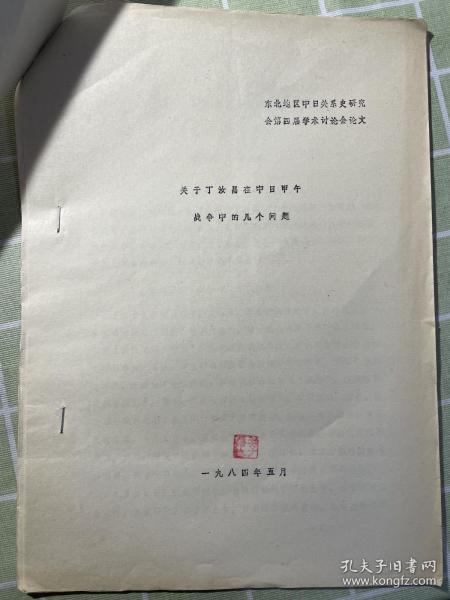 东北地区中日关系史研究
会第四届学术讨论会论文
关于丁汝昌在中日甲午
战争中的几个问题
一九八四年五月
孔夫子旧书网
www.kongfz.com